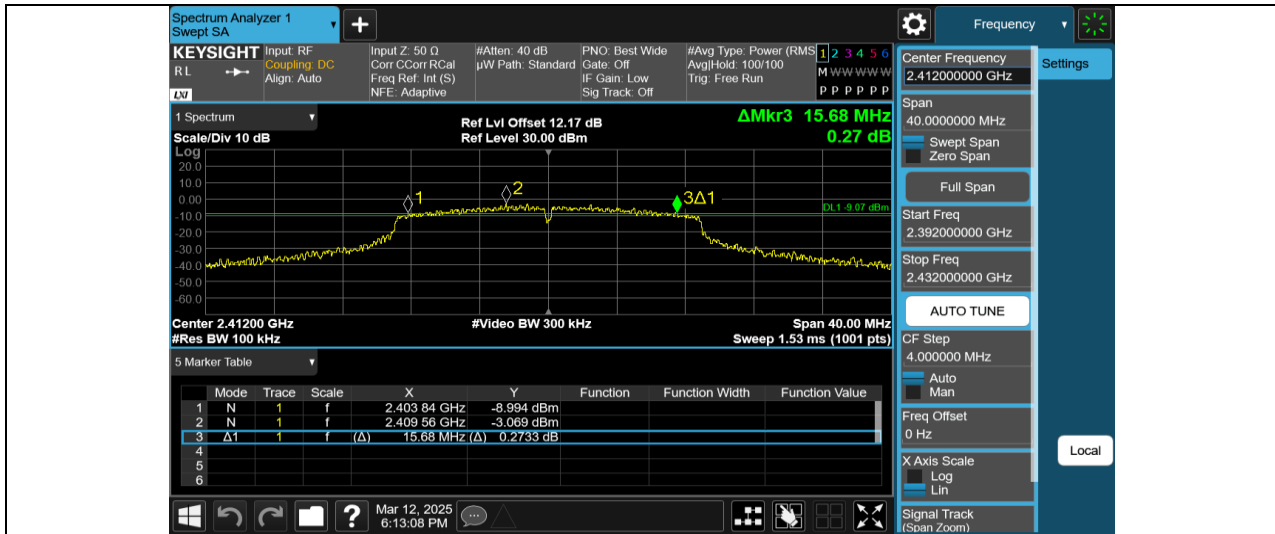 Spectrum Analyzer 1
Swept SA
Frequency
KEYSIGHT
RL
LXI
Input: RF
Coupling: DC
Align: Auto
Input Z: 50 Ω
Corr CCorr RCal
Freq Ref: Int (S)
NFE: Adaptive
#Atten: 40 dB
µW Path: Standard
PNO: Best Wide
Gate: Off
IF Gain: Low
Sig Track: Off
#Avg Type: Power (RMS
Avg|Hold: 100/100
Trig: Free Run
1 2 3 4 5 6
M W W W W W
P P P P P P
1 Spectrum
Scale/Div 10 dB
Ref Lvl Offset 12.17 dB
Ref Level 30.00 dBm
ΔMkr3 15.68 MHz
0.27 dB
Log
20.0
10.0
0.00
-10.0
-20.0
-30.0
-40.0
-50.0
-60.0
1
2
3Δ1
DL1 -9.07 dBm
Center 2.41200 GHz
#Video BW 300 kHz
Span 40.00 MHz
#Res BW 100 kHz
Sweep 1.53 ms (1001 pts)
5 Marker Table
Mode Trace Scale X Y Function Function Width Function Value
1 N 1 f 2.403 84 GHz -8.994 dBm
2 N 1 f 2.409 56 GHz -3.069 dBm
3 Δ1 1 f (Δ) 15.68 MHz (Δ) 0.2733 dB
4
5
6
?
Mar 12, 2025
6:13:08 PM
Center Frequency
2.412000000 GHz
Span
40.0000000 MHz
Swept Span
Zero Span
Full Span
Start Freq
2.392000000 GHz
Stop Freq
2.432000000 GHz
AUTO TUNE
CF Step
4.000000 MHz
Auto
Man
Freq Offset
0 Hz
X Axis Scale
Log
Lin
Signal Track
(Span Zoom)
Settings
Local